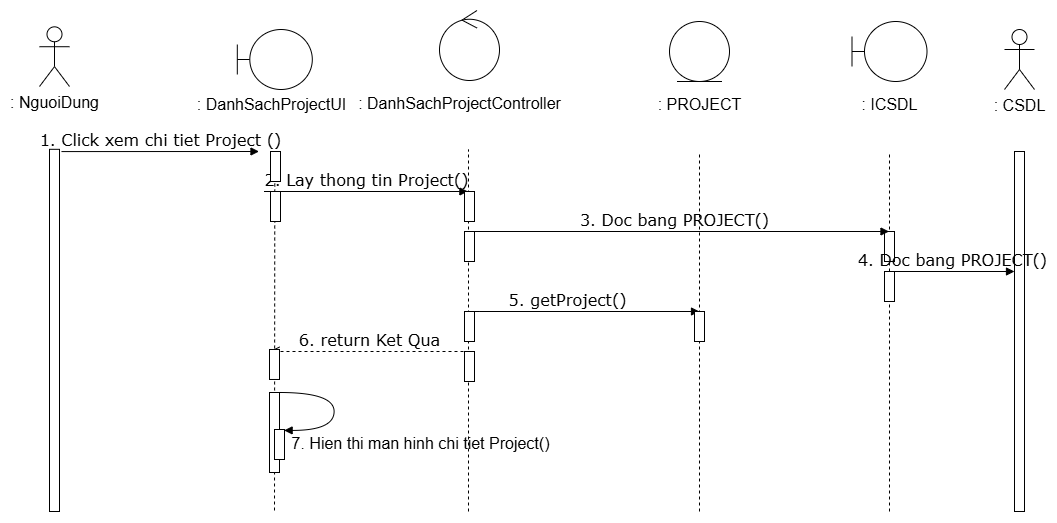 : NguoiDung
: DanhSachProjectUI
: DanhSachProjectController
: PROJECT
: ICSDL
: CSDL
1. Click xem chi tiet Project ()
2. Lay thong tin Project()
3. Doc bang PROJECT()
4. Doc bang PROJECT()
5. getProject()
6. return Ket Qua
7. Hien thi man hinh chi tiet Project()